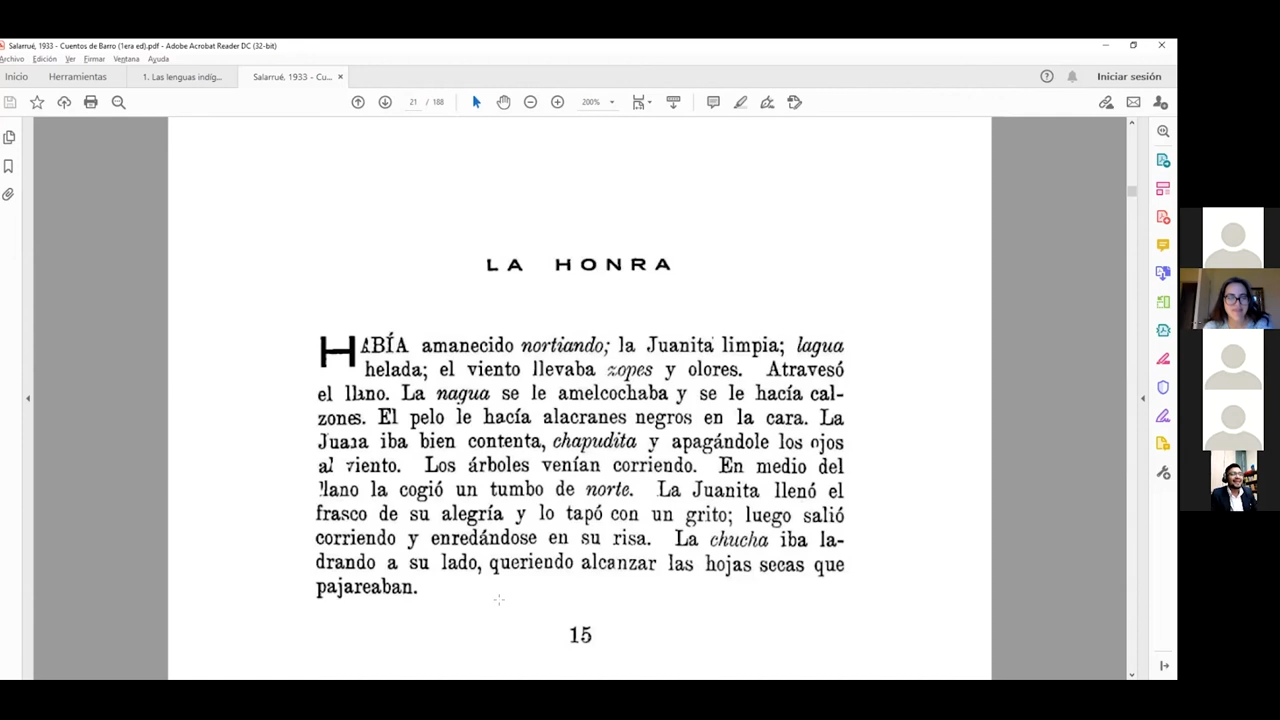 Salarrué, 1933 - Cuentos de Barro (1era ed).pdf - Adobe Acrobat Reader DC (32-bit)
Archivo Edición Ver Firmar Ventana Ayuda
Inicio Herramientas 1. Las lenguas indíg... Salarrué, 1933 - Cu... × Iniciar sesión
21 / 188 200%
LA HONRA
HABÍA amanecido nortiando; la Juanita limpia; lagua
helada; el viento llevaba zopes y olores. Atravesó
el llano. La nagua se le amelcochaba y se le hacía cal-
zones. El pelo le hacía alacranes negros en la cara. La
Juana iba bien contenta, chapudita y apagándole los ojos
al viento. Los árboles venían corriendo. En medio del
llano la cogió un tumbo de norte. La Juanita llenó el
frasco de su alegría y lo tapó con un grito; luego salió
corriendo y enredándose en su risa. La chucha iba la-
drando a su lado, queriendo alcanzar las hojas secas que
pajareaban.
15